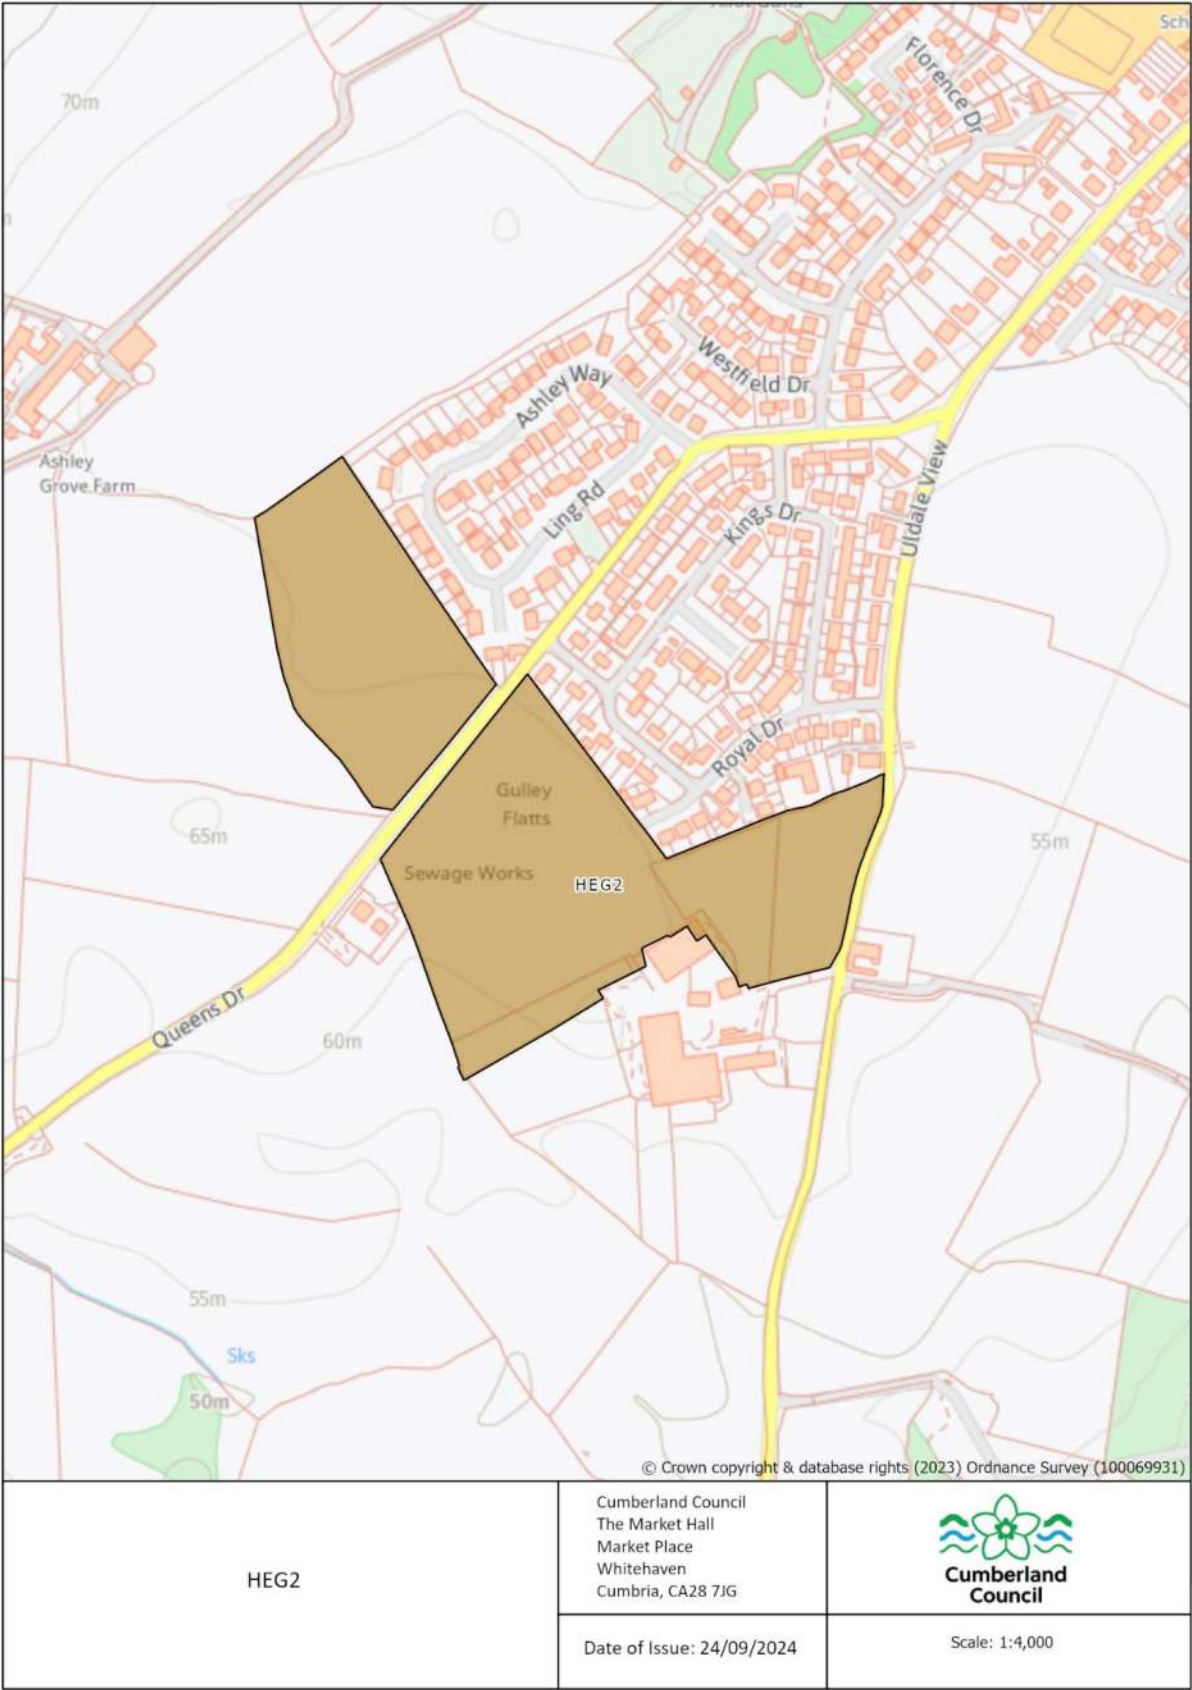 Sch
Florence Dr
70m
Westfield Dr
Ashley Way
Ashley
Grove Farm
Uldale View
Ling Rd
Kings Dr
Royal Dr
Gulley
Flatts
65m
55m
Sewage Works
HEG2
Queens Dr
60m
55m
Sks
50m
© Crown copyright & database rights (2023) Ordnance Survey (100069931)
HEG2
Cumberland Council
The Market Hall
Market Place
Whitehaven
Cumbria, CA28 7JG
Cumberland
Council
Date of Issue: 24/09/2024
Scale: 1:4,000